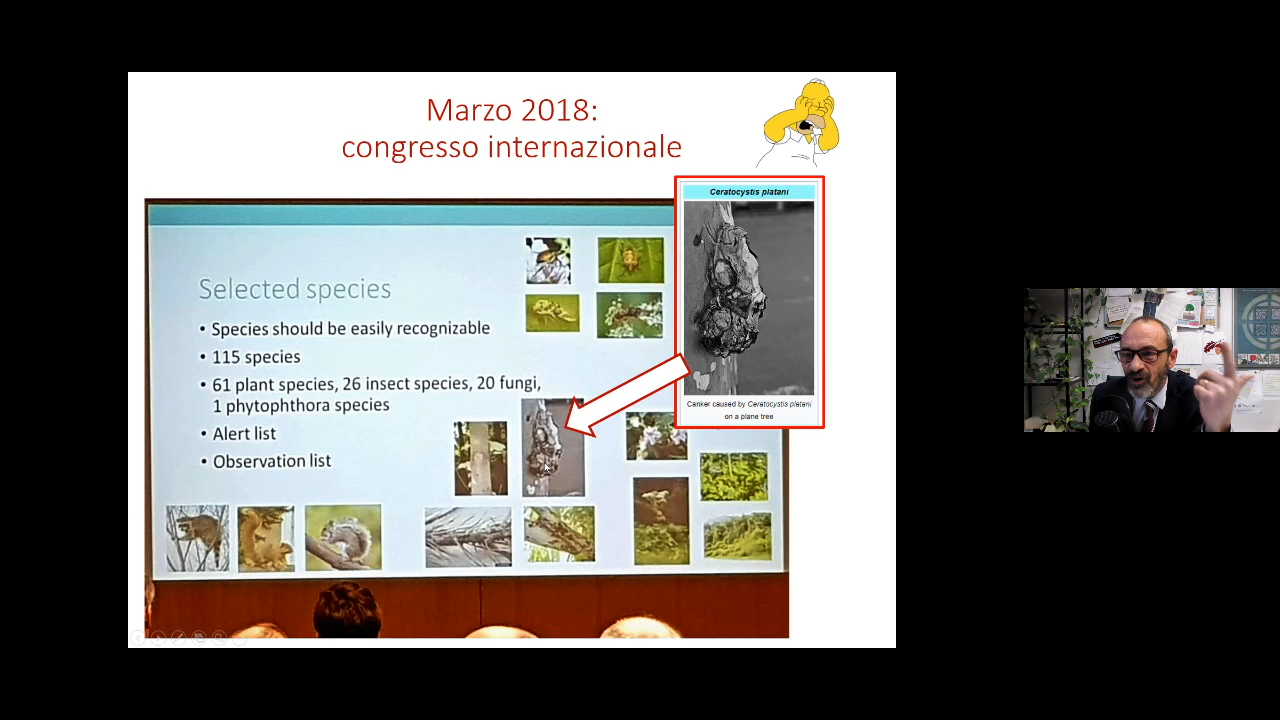 Marzo 2018:
congresso internazionale
Ceratocystis platani
Canker caused by Ceratocystis platani
on a plane tree
Selected species
• Species should be easily recognizable
• 115 species
• 61 plant species, 26 insect species, 20 fungi,
1 phytophthora species
• Alert list
• Observation list